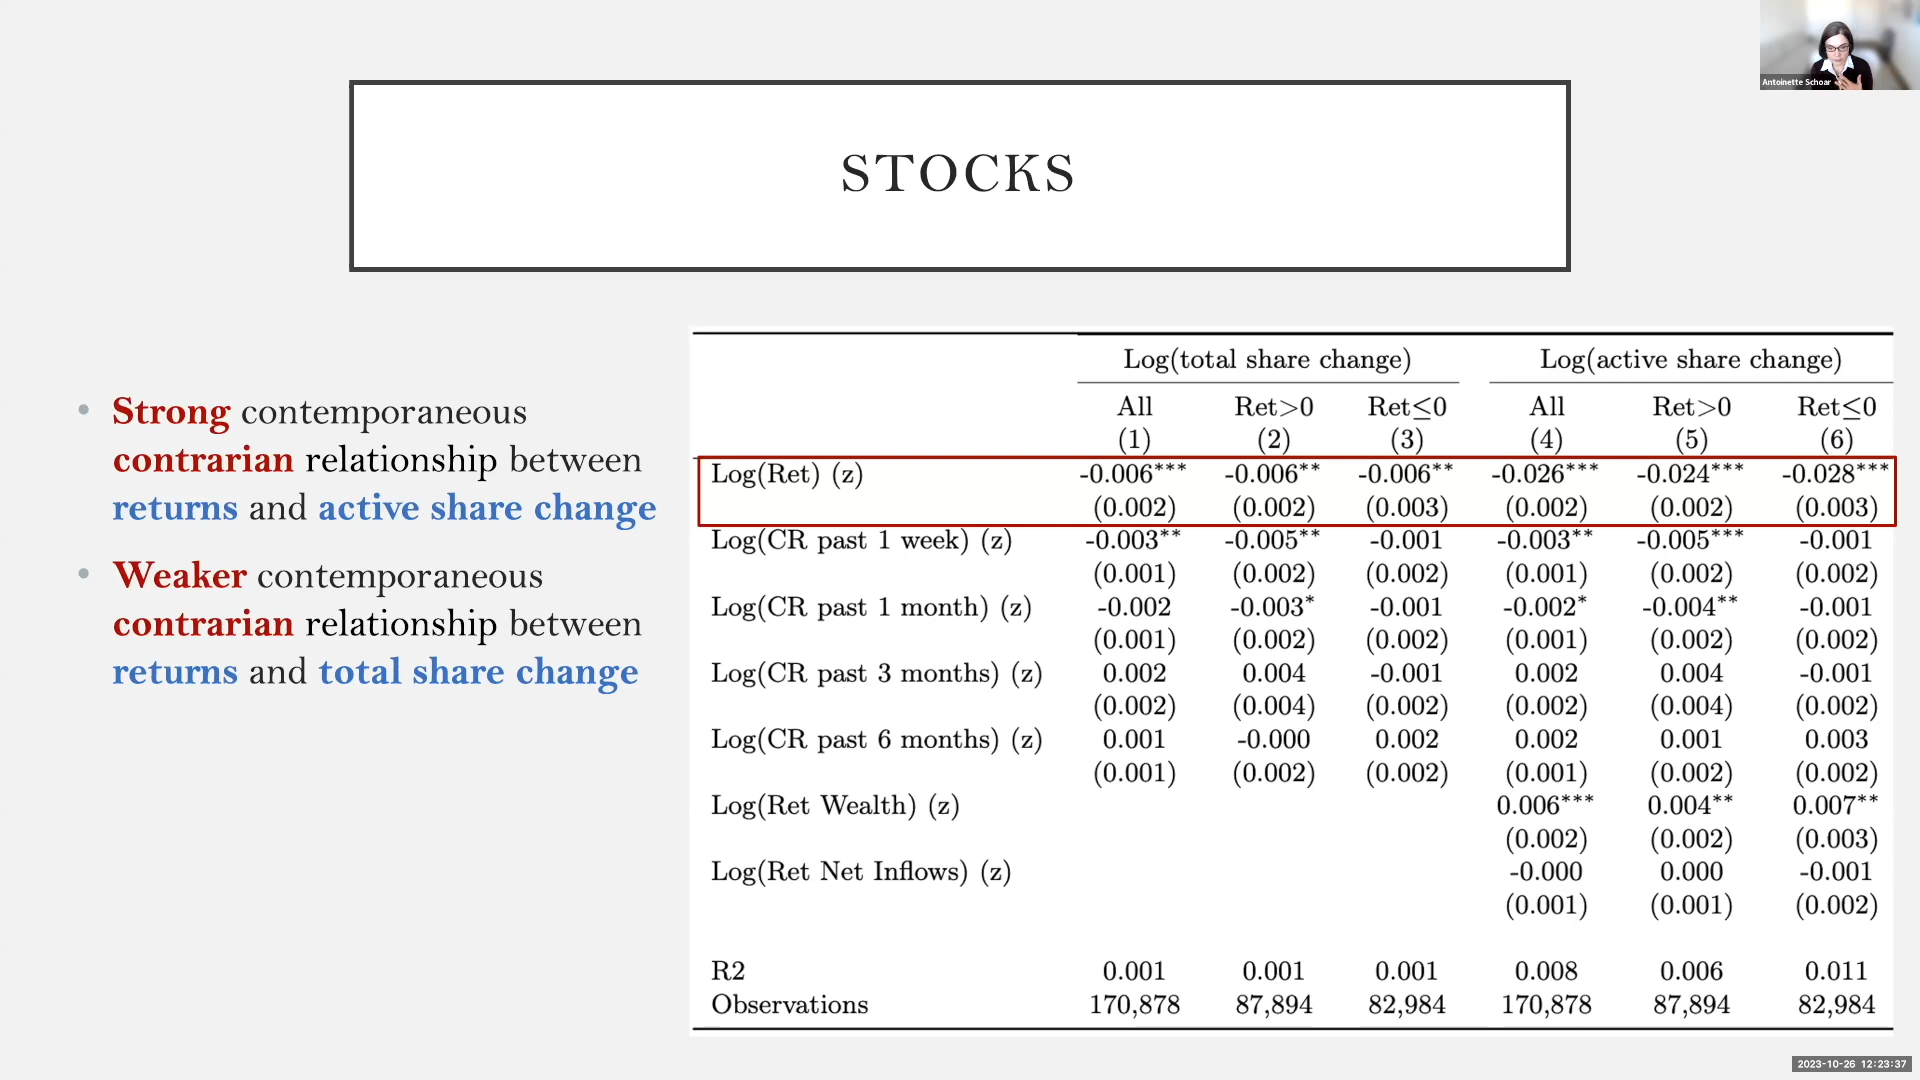 Antoinette Schoar
STOCKS
• Strong contemporaneous
contrarian relationship between
returns and active share change
• Weaker contemporaneous
contrarian relationship between
returns and total share change
Log(total share change) Log(active share change)
All Ret>0 Ret≤0 All Ret>0 Ret≤0
(1) (2) (3) (4) (5) (6)
Log(Ret) (z) -0.006*** -0.006** -0.006** -0.026*** -0.024*** -0.028***
(0.002) (0.002) (0.003) (0.002) (0.002) (0.003)
Log(CR past 1 week) (z) -0.003** -0.005** -0.001 -0.003** -0.005*** -0.001
(0.001) (0.002) (0.002) (0.001) (0.002) (0.002)
Log(CR past 1 month) (z) -0.002 -0.003* -0.001 -0.002* -0.004** -0.001
(0.001) (0.002) (0.002) (0.001) (0.002) (0.002)
Log(CR past 3 months) (z) 0.002 0.004 -0.001 0.002 0.004 -0.001
(0.002) (0.004) (0.002) (0.002) (0.004) (0.002)
Log(CR past 6 months) (z) 0.001 -0.000 0.002 0.002 0.001 0.003
(0.001) (0.002) (0.002) (0.001) (0.002) (0.002)
Log(Ret Wealth) (z) 0.006*** 0.004** 0.007**
(0.002) (0.002) (0.003)
Log(Ret Net Inflows) (z) -0.000 0.000 -0.001
(0.001) (0.001) (0.002)
R2 0.001 0.001 0.001 0.008 0.006 0.011
Observations 170,878 87,894 82,984 170,878 87,894 82,984
2023-10-26 12:23:37